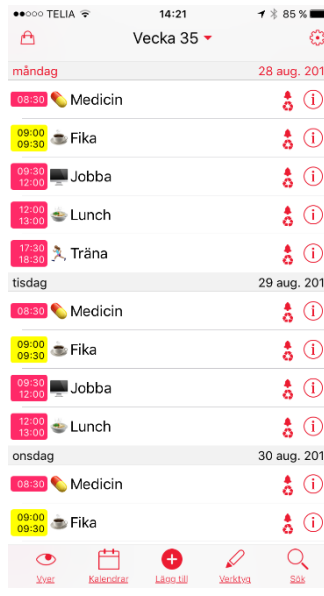 TELIA 14:21 85 %
Vecka 35
måndag 28 aug. 201
08:30 Medicin
09:00
09:30 Fika
09:30
12:00 Jobba
12:00
13:00 Lunch
17:30
18:30 Träna
tisdag 29 aug. 201
08:30 Medicin
09:00
09:30 Fika
09:30
12:00 Jobba
12:00
13:00 Lunch
onsdag 30 aug. 201
08:30 Medicin
09:00
09:30 Fika
Vyer Kalendrar Lägg till Verktyg Sök